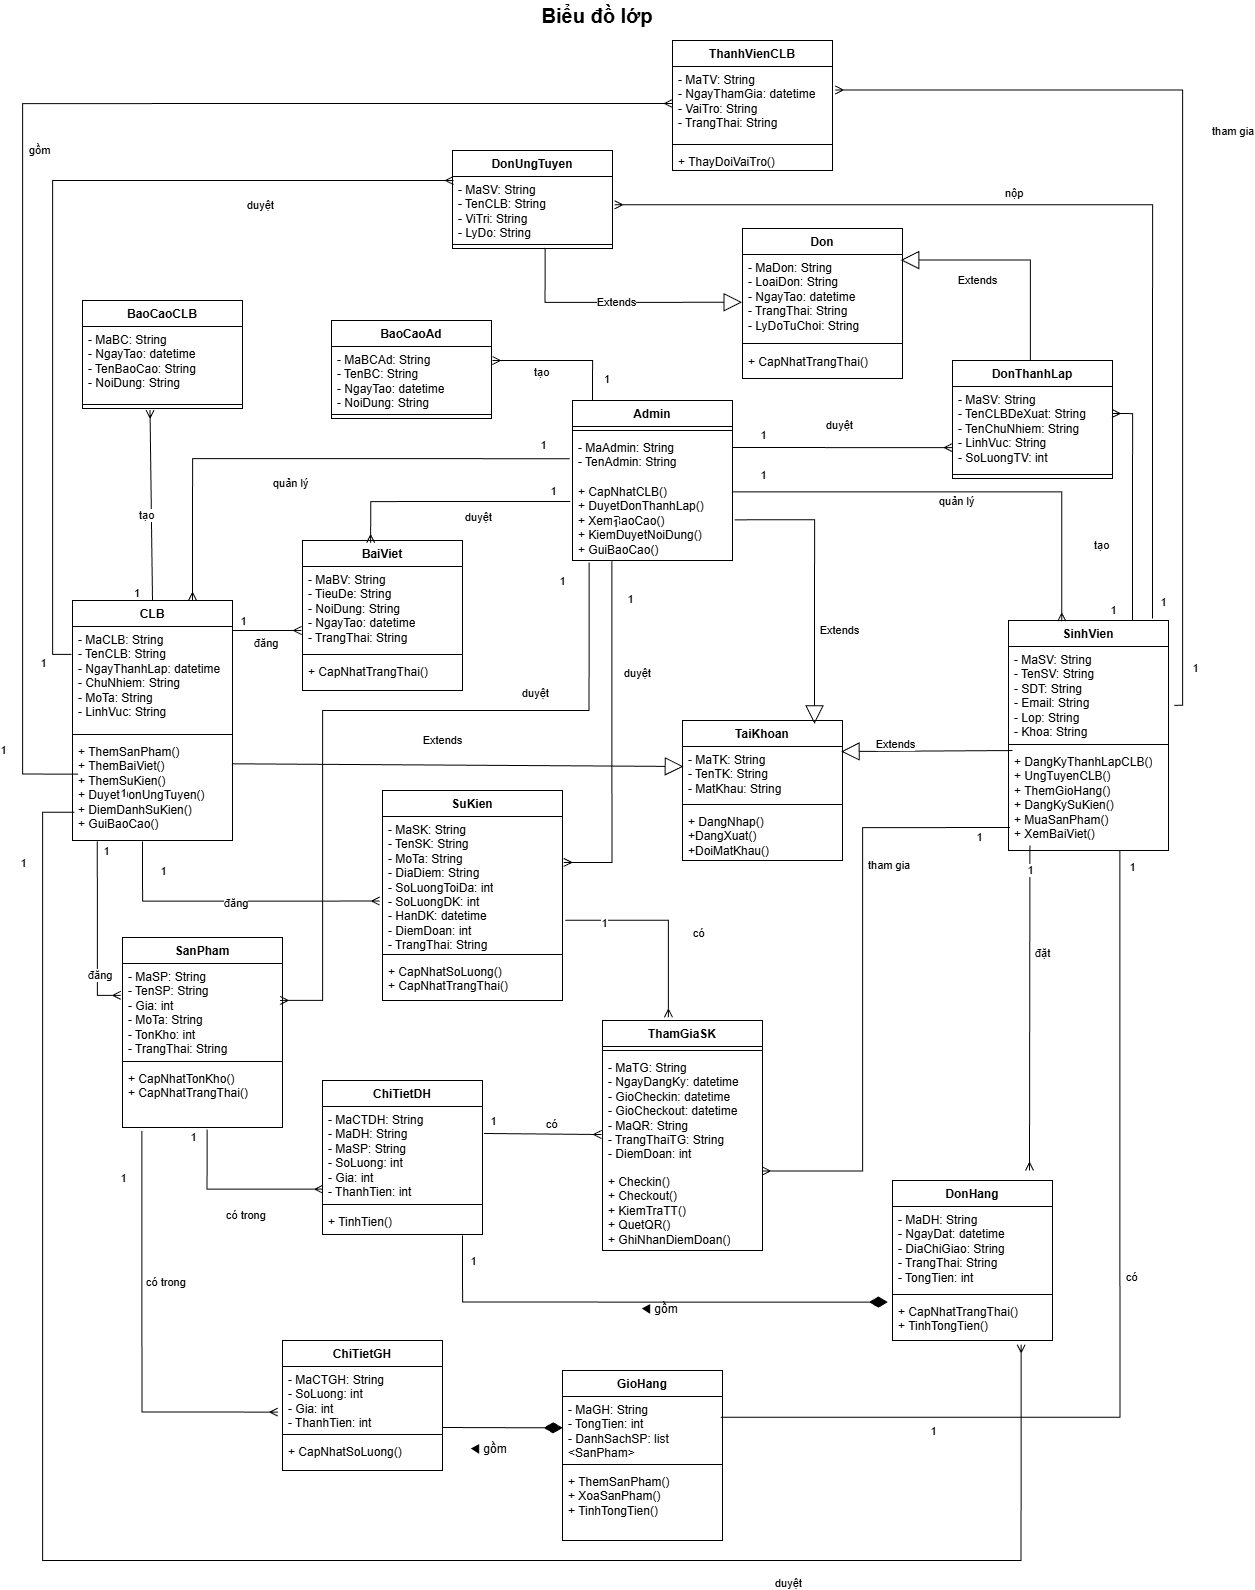 Biểu đồ lớp
ThanhVienCLB
- MaTV: String
- NgayThamGia: datetime
- VaiTro: String
- TrangThai: String
+ ThayDoiVaiTro()
tham gia
gồm
DonUngTuyen
- MaSV: String
- TenCLB: String
- ViTri: String
- LyDo: String
duyệt
nộp
Don
- MaDon: String
- LoaiDon: String
- NgayTao: datetime
- TrangThai: String
- LyDoTuChoi: String
+ CapNhatTrangThai()
Extends
Extends
BaoCaoCLB
- MaBC: String
- NgayTao: datetime
- TenBaoCao: String
- NoiDung: String
BaoCaoAd
- MaBCAd: String
- TenBC: String
- NgayTao: datetime
- NoiDung: String
tạo
1
DonThanhLap
- MaSV: String
- TenCLBDeXuat: String
- TenChuNhiem: String
- LinhVuc: String
- SoLuongTV: int
Admin
- MaAdmin: String
- TenAdmin: String
+ CapNhatCLB()
+ DuyetDonThanhLap()
+ XemBaoCao()
+ KiemDuyetNoiDung()
+ GuiBaoCao()
1
duyệt
1
quản lý
1
quản lý
1
duyệt
tạo
tạo
1
1
1
1
1
BaiViet
- MaBV: String
- TieuDe: String
- NoiDung: String
- NgayTao: datetime
- TrangThai: String
+ CapNhatTrangThai()
CLB
- MaCLB: String
- TenCLB: String
- NgayThanhLap: datetime
- ChuNhiem: String
- MoTa: String
- LinhVuc: String
+ ThemSanPham()
+ ThemBaiViet()
+ ThemSuKien()
+ DuyetDonUngTuyen()
+ DiemDanhSuKien()
+ GuiBaoCao()
1
đăng
1
1
1
1
Extends
duyệt
duyệt
Extends
SinhVien
- MaSV: String
- TenSV: String
- SDT: String
- Email: String
- Lop: String
- Khoa: String
+ DangKyThanhLapCLB()
+ UngTuyenCLB()
+ ThemGioHang()
+ DangKySuKien()
+ MuaSanPham()
+ XemBaiViet()
1
TaiKhoan
- MaTK: String
- TenTK: String
- MatKhau: String
+ DangNhap()
+DangXuat()
+DoiMatKhau()
Extends
SuKien
- MaSK: String
- TenSK: String
- MoTa: String
- DiaDiem: String
- SoLuongToiDa: int
- SoLuongDK: int
- HanDK: datetime
- DiemDoan: int
- TrangThai: String
+ CapNhatSoLuong()
+ CapNhatTrangThai()
1
1
đăng
đăng
1
tham gia
1
1
1
có
đặt
SanPham
- MaSP: String
- TenSP: String
- Gia: int
- MoTa: String
- TonKho: int
- TrangThai: String
+ CapNhatTonKho()
+ CapNhatTrangThai()
ThamGiaSK
- MaTG: String
- NgayDangKy: datetime
- GioCheckin: datetime
- GioCheckout: datetime
- MaQR: String
- TrangThaiTG: String
- DiemDoan: int
+ Checkin()
+ Checkout()
+ KiemTraTT()
+ QuetQR()
+ GhiNhanDiemDoan()
ChiTietDH
- MaCTDH: String
- MaDH: String
- MaSP: String
- SoLuong: int
- Gia: int
- ThanhTien: int
+ TinhTien()
1
có
1
1
có trong
có trong
1
gồm
DonHang
- MaDH: String
- NgayDat: datetime
- DiaChiGiao: String
- TrangThai: String
- TongTien: int
+ CapNhatTrangThai()
+ TinhTongTien()
có
ChiTietGH
- MaCTGH: String
- SoLuong: int
- Gia: int
- ThanhTien: int
+ CapNhatSoLuong()
gồm
GioHang
- MaGH: String
- TongTien: int
- DanhSachSP: list
<SanPham>
+ ThemSanPham()
+ XoaSanPham()
+ TinhTongTien()
1
duyệt